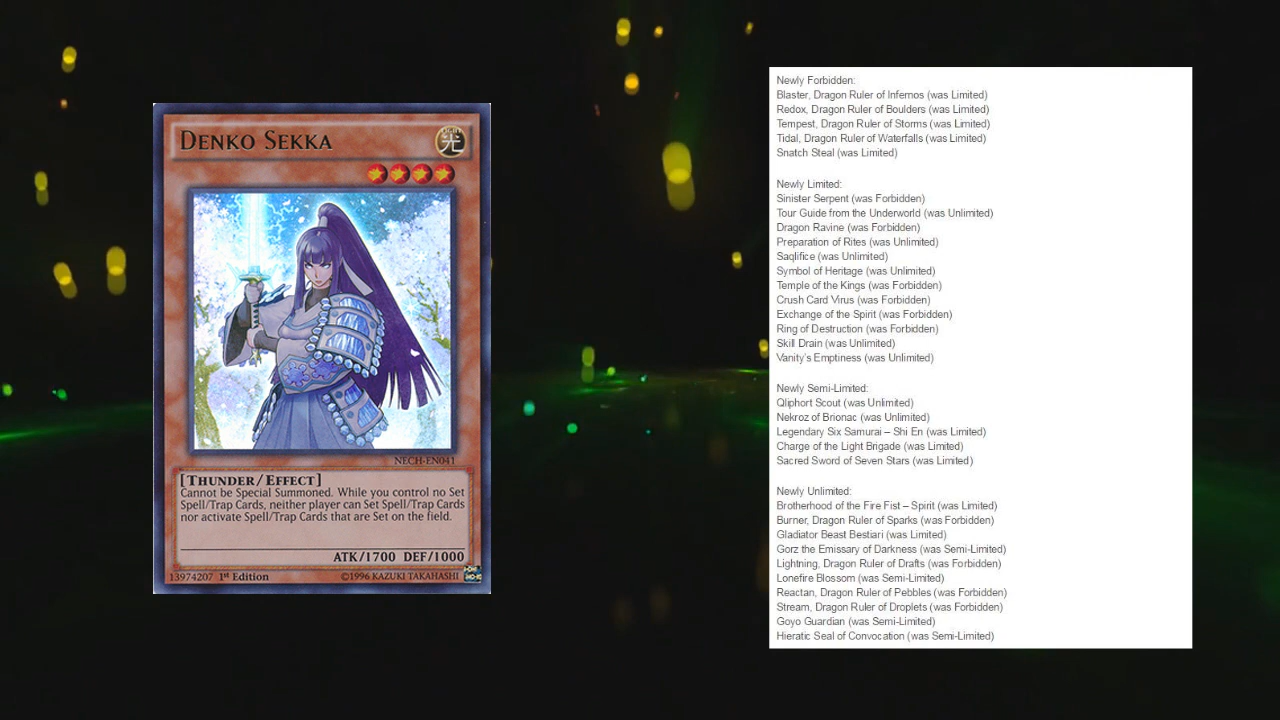 DENKO SEKKA
LIGHT
光
NECH-EN041
[THUNDER/EFFECT]
Cannot be Special Summoned. While you control no Set
Spell/Trap Cards, neither player can Set Spell/Trap Cards
nor activate Spell/Trap Cards that are Set on the field.
ATK/1700 DEF/1000
13974207 1st Edition ©1996 KAZUKI TAKAHASHI
Newly Forbidden:
Blaster, Dragon Ruler of Infernos (was Limited)
Redox, Dragon Ruler of Boulders (was Limited)
Tempest, Dragon Ruler of Storms (was Limited)
Tidal, Dragon Ruler of Waterfalls (was Limited)
Snatch Steal (was Limited)
Newly Limited:
Sinister Serpent (was Forbidden)
Tour Guide from the Underworld (was Unlimited)
Dragon Ravine (was Forbidden)
Preparation of Rites (was Unlimited)
Saqlifice (was Unlimited)
Symbol of Heritage (was Unlimited)
Temple of the Kings (was Forbidden)
Crush Card Virus (was Forbidden)
Exchange of the Spirit (was Forbidden)
Ring of Destruction (was Forbidden)
Skill Drain (was Unlimited)
Vanity's Emptiness (was Unlimited)
Newly Semi-Limited:
Qliphort Scout (was Unlimited)
Nekroz of Brionac (was Unlimited)
Legendary Six Samurai – Shi En (was Limited)
Charge of the Light Brigade (was Limited)
Sacred Sword of Seven Stars (was Limited)
Newly Unlimited:
Brotherhood of the Fire Fist – Spirit (was Limited)
Burner, Dragon Ruler of Sparks (was Forbidden)
Gladiator Beast Bestiari (was Limited)
Gorz the Emissary of Darkness (was Semi-Limited)
Lightning, Dragon Ruler of Drafts (was Forbidden)
Lonefire Blossom (was Semi-Limited)
Reactan, Dragon Ruler of Pebbles (was Forbidden)
Stream, Dragon Ruler of Droplets (was Forbidden)
Goyo Guardian (was Semi-Limited)
Hieratic Seal of Convocation (was Semi-Limited)